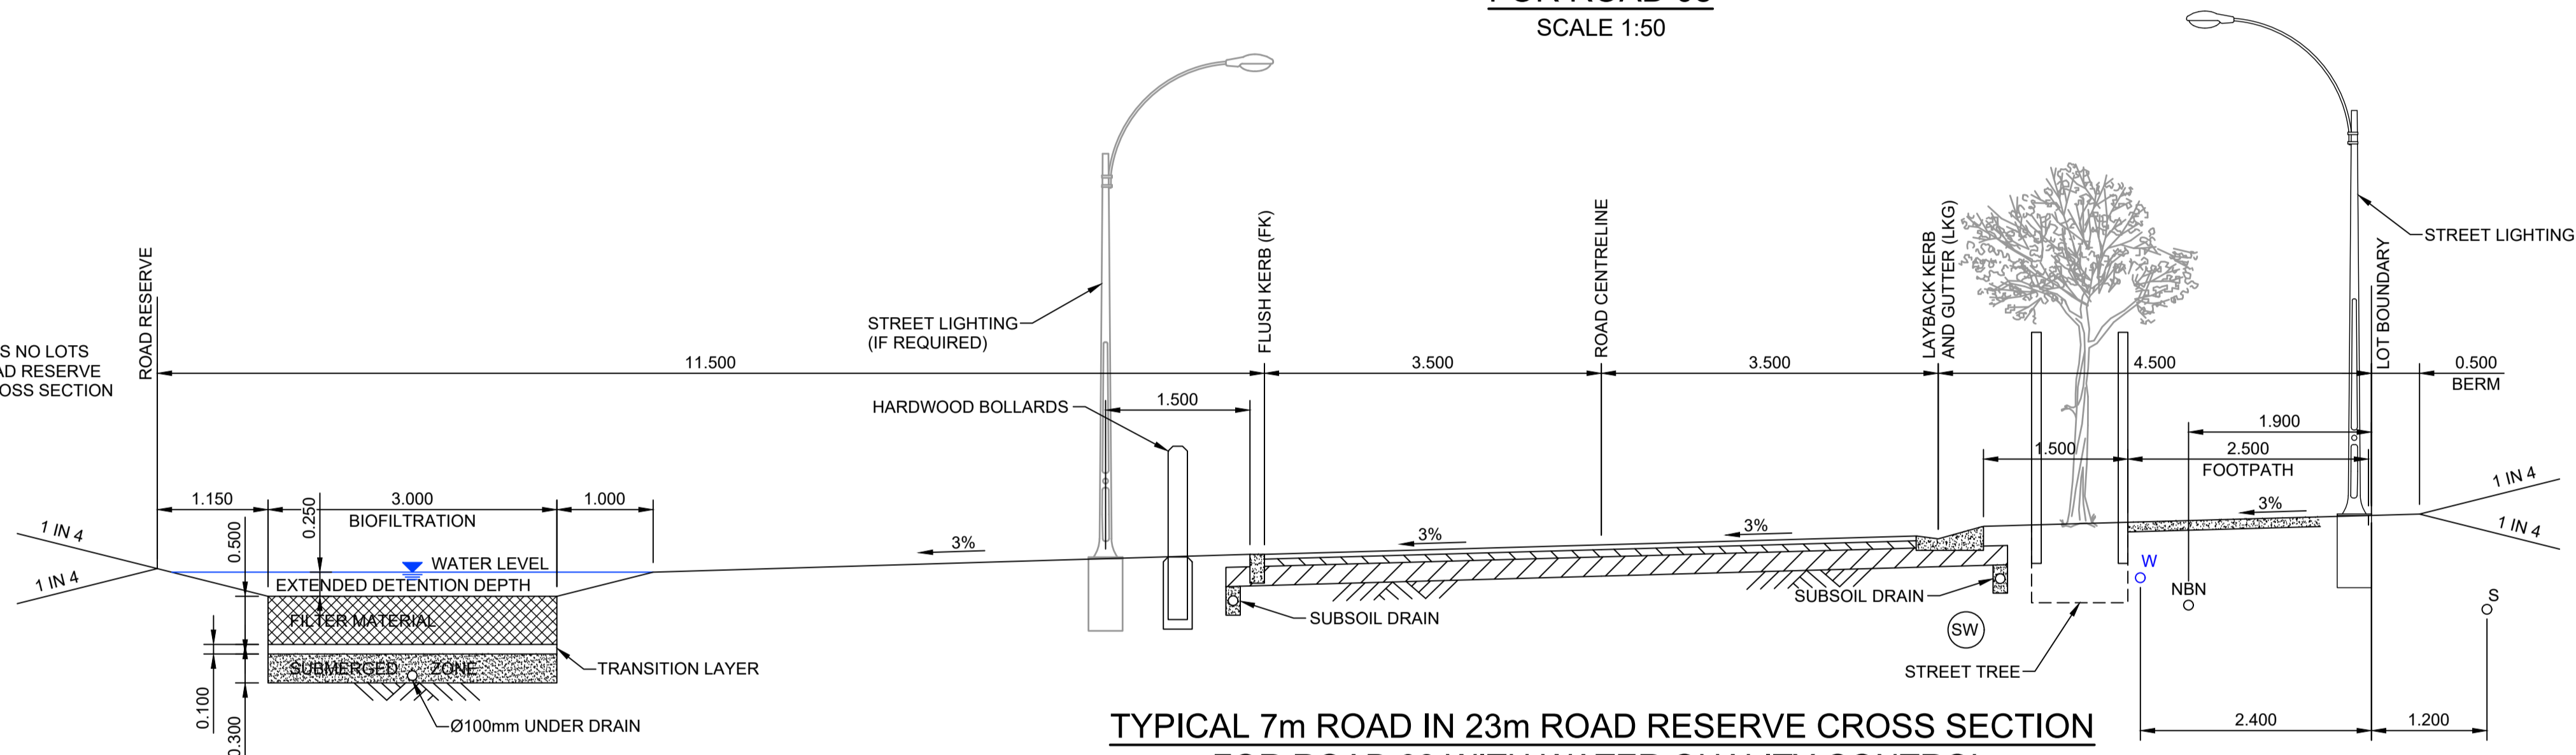 SCALE 1:50
ROAD RESERVE
S NO LOTS
AD RESERVE
OSS SECTION
11.500
STREET LIGHTING
(IF REQUIRED)
HARDWOOD BOLLARDS
1.500
FLUSH KERB (FK)
3.500
ROAD CENTRELINE
3.500
LAYBACK KERB
AND GUTTER (LKG)
4.500
LOT BOUNDARY
STREET LIGHTING
0.500
BERM
1.900
1.500
2.500
FOOTPATH
1.150
3.000
BIOFILTRATION
1.000
0.250
0.500
1 IN 4
1 IN 4
WATER LEVEL
EXTENDED DETENTION DEPTH
FILTER MATERIAL
SUBMERGED ZONE
TRANSITION LAYER
0.100
0.300
Ø100mm UNDER DRAIN
3%
3%
3%
3%
1 IN 4
1 IN 4
SUBSOIL DRAIN
SUBSOIL DRAIN
SW
W
NBN
S
STREET TREE
2.400
1.200
TYPICAL 7m ROAD IN 23m ROAD RESERVE CROSS SECTION